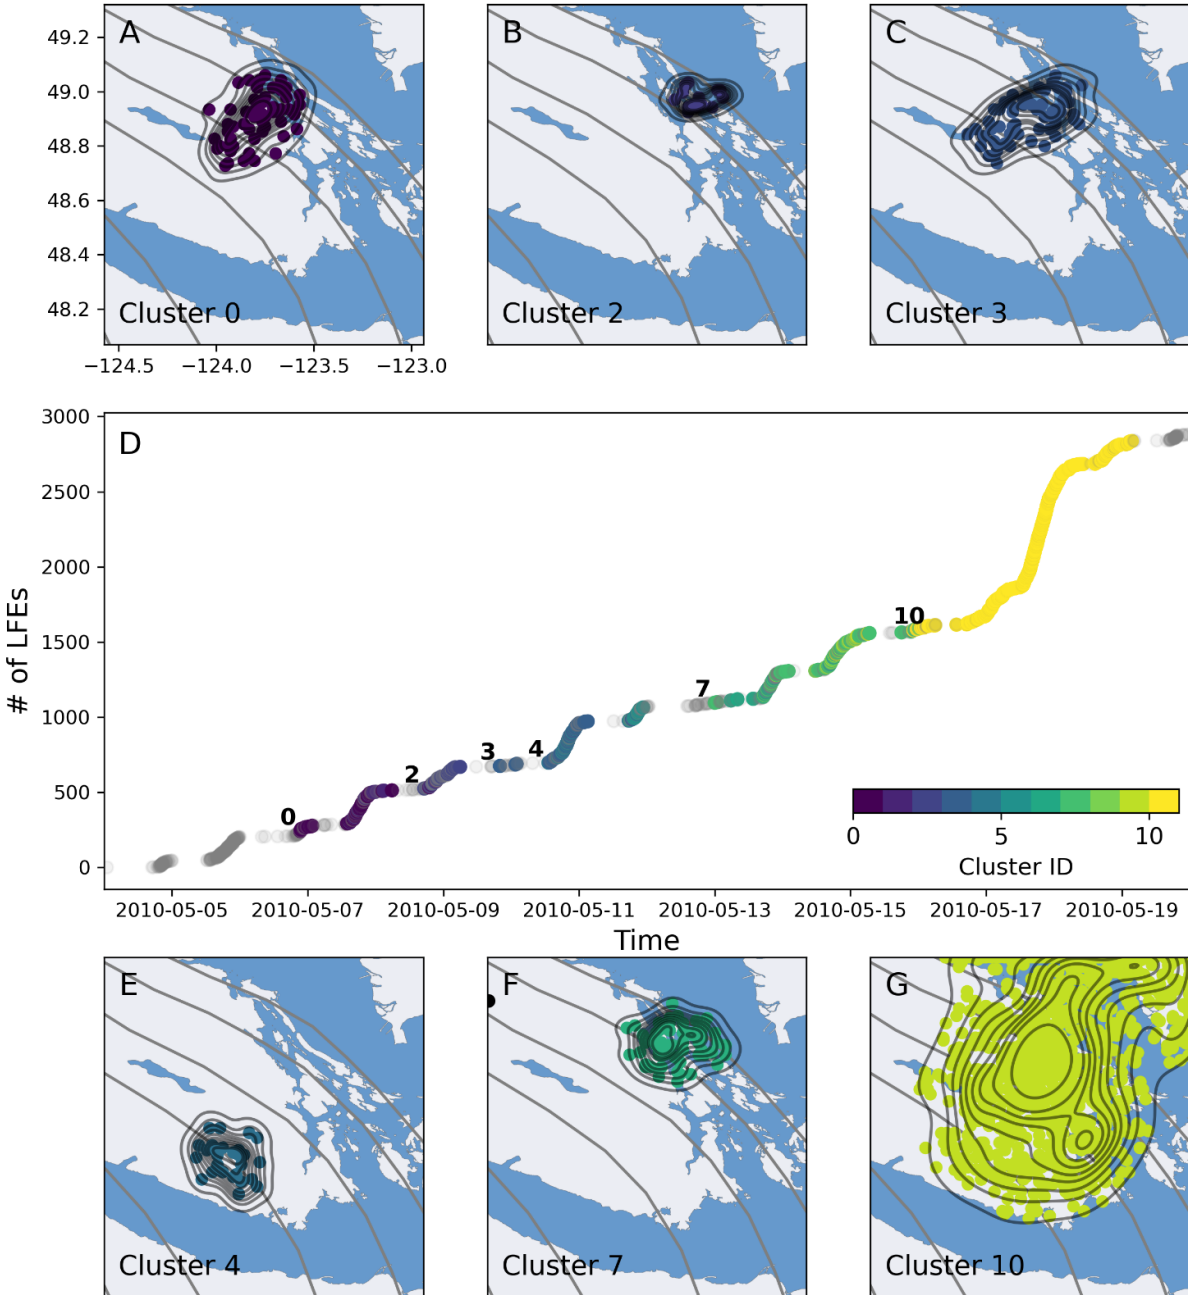 A
B
C
49.2
49.0
48.8
48.6
48.4
48.2
Cluster 0
Cluster 2
Cluster 3
−124.5
−124.0
−123.5
−123.0
D
3000
2500
2000
1500
1000
500
0
# of LFEs
0
2
3
4
7
10
0
5
10
Cluster ID
2010-05-05
2010-05-07
2010-05-09
2010-05-11
2010-05-13
2010-05-15
2010-05-17
2010-05-19
Time
E
F
G
Cluster 4
Cluster 7
Cluster 10